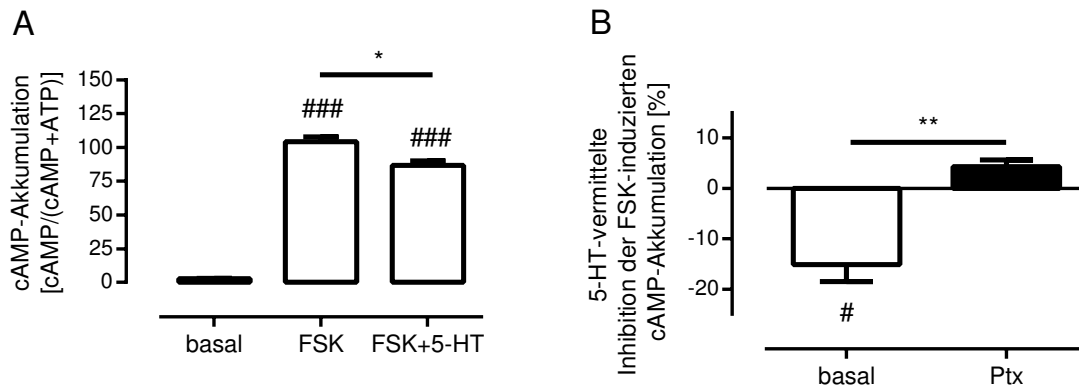 A
cAMP-Akkumulation
[cAMP/(cAMP+ATP)]
150
125
100
75
50
25
0
*
###
###
basal
FSK
FSK+5-HT
B
5-HT-vermittelte
Inhibition der FSK-induzierten
cAMP-Akkumulation [%]
10
0
-10
-20
**
#
basal
Ptx